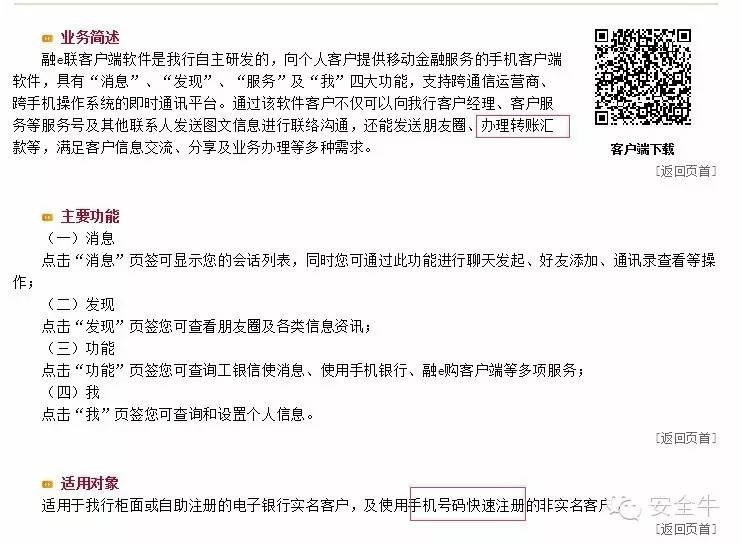 业务简述
融e联客户端软件是我行自主研发的，向个人客户提供移动金融服务的手机客户端
软件，具有“消息”、“发现”、“服务”及“我”四大功能，支持跨通信运营商、
跨手机操作系统的即时通讯平台。通过该软件客户不仅可以向我行客户经理、客户服
务等服务号及其他联系人发送图文信息进行联络沟通，还能发送朋友圈、办理转账汇
款等，满足客户信息交流、分享及业务办理等多种需求。
客户端下载
[返回页首]
主要功能
（一）消息
点击“消息”页签可显示您的会话列表，同时您可通过此功能进行聊天发起、好友添加、通讯录查看等操
作；
（二）发现
点击“发现”页签您可查看朋友圈及各类信息资讯；
（三）功能
点击“功能”页签您可查询工银信使消息、使用手机银行、融e购客户端等多项服务；
（四）我
点击“我”页签您可查询和设置个人信息。
[返回页首]
适用对象
适用于我行柜面或自助注册的电子银行实名客户，及使用手机号码快速注册的非实名客户
安全牛
[返回页首]